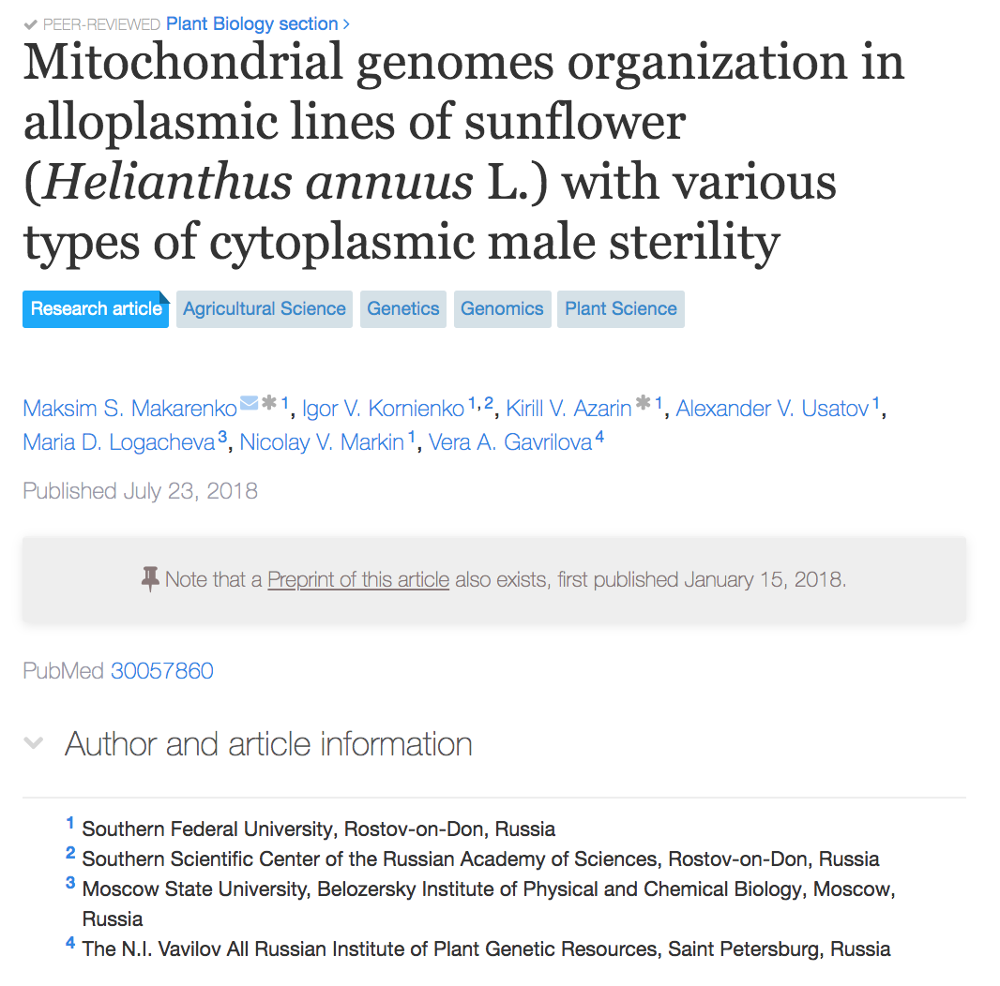 PEER-REVIEWED Plant Biology section >
Mitochondrial genomes organization in
alloplasmic lines of sunflower
(Helianthus annuus L.) with various
types of cytoplasmic male sterility
Research article Agricultural Science Genetics Genomics Plant Science
Maksim S. Makarenko * 1, Igor V. Kornienko 1,2, Kirill V. Azarin * 1, Alexander V. Usatov 1,
Maria D. Logacheva 3, Nicolay V. Markin 1, Vera A. Gavrilova 4
Published July 23, 2018
Note that a Preprint of this article also exists, first published January 15, 2018.
PubMed 30057860
Author and article information
1 Southern Federal University, Rostov-on-Don, Russia
2 Southern Scientific Center of the Russian Academy of Sciences, Rostov-on-Don, Russia
3 Moscow State University, Belozersky Institute of Physical and Chemical Biology, Moscow,
Russia
4 The N.I. Vavilov All Russian Institute of Plant Genetic Resources, Saint Petersburg, Russia